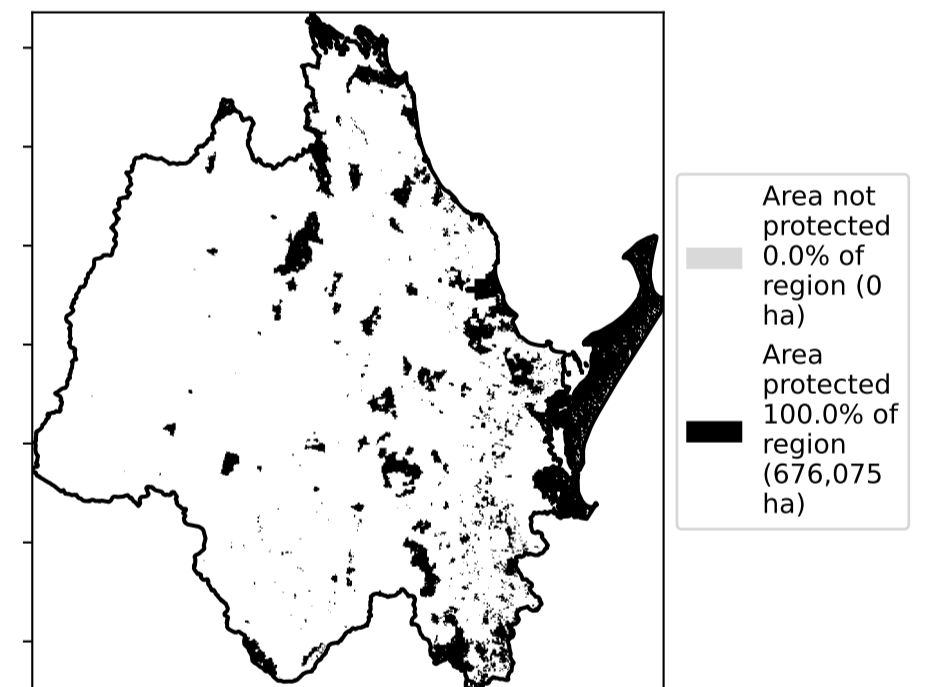 Area not
protected
0.0% of
region (0
ha)
Area
protected
100.0% of
region
(676,075
ha)